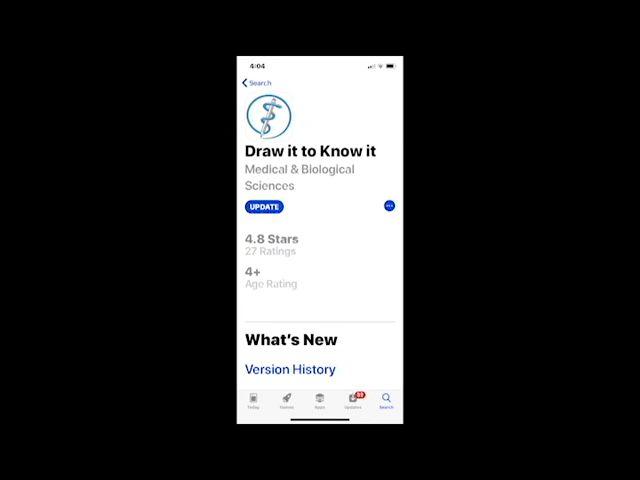 4:04
Search
Draw it to Know it
Medical & Biological
Sciences
UPDATE
4.8 Stars
27 Ratings
4+
Age Rating
What's New
Version History
Today
Games
Apps
Updates
Search